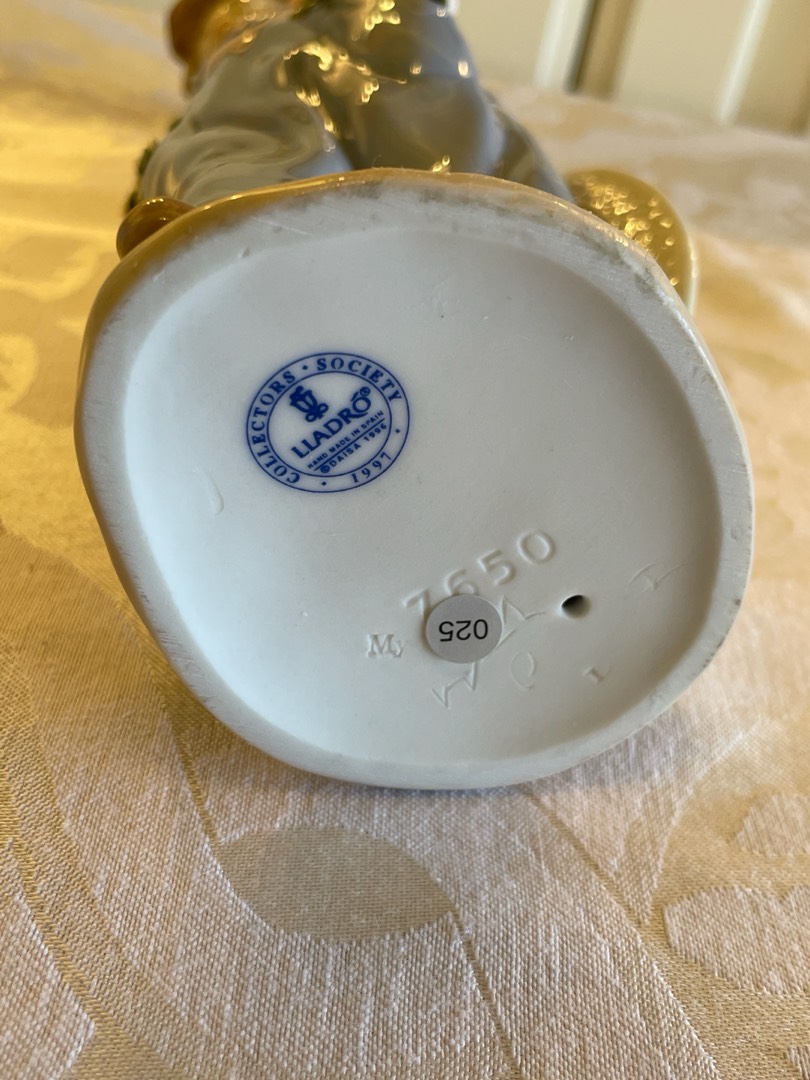 COLLECTORS · SOCIETY
LLADRÓ®
HAND MADE IN SPAIN
©DAISA 1996
· 1997 ·
7650
025
My